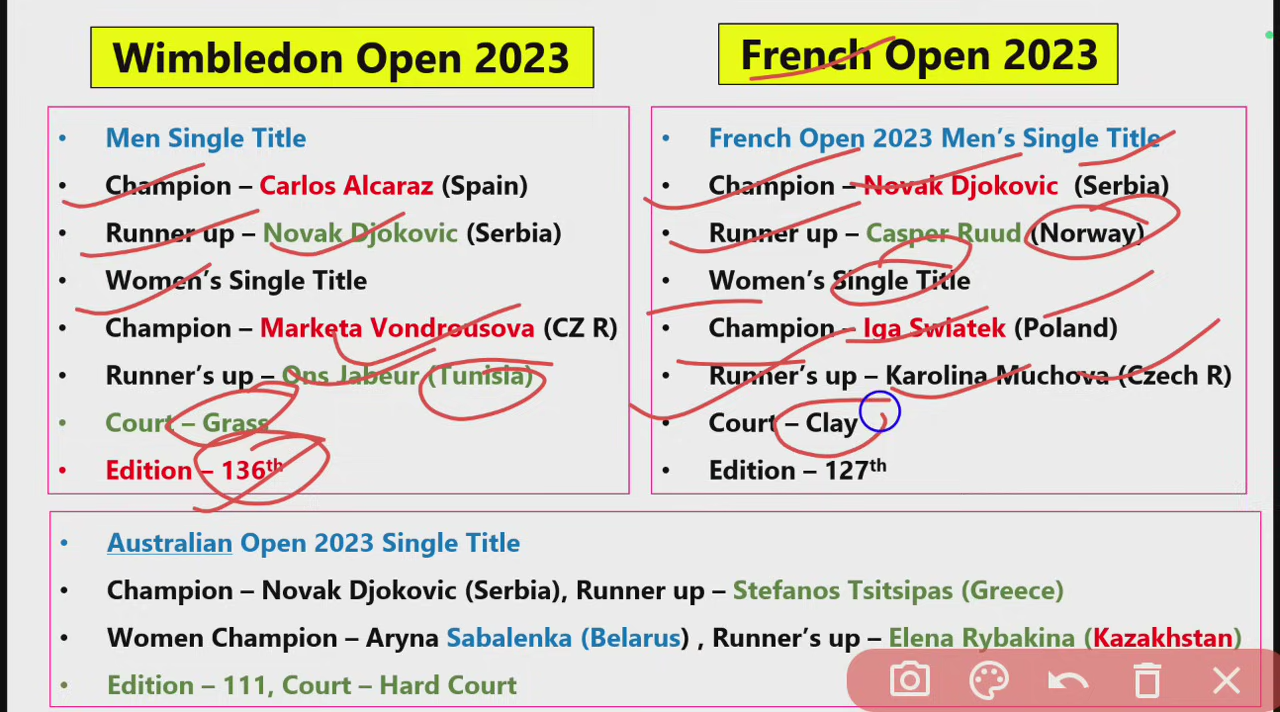 Wimbledon Open 2023
• Men Single Title
• Champion – Carlos Alcaraz (Spain)
• Runner up – Novak Djokovic (Serbia)
• Women's Single Title
• Champion – Marketa Vondrousova (CZ R)
• Runner's up – Ons Jabeur (Tunisia)
• Court – Grass
• Edition – 136th
French Open 2023
• French Open 2023 Men's Single Title
• Champion – Novak Djokovic (Serbia)
• Runner up – Casper Ruud (Norway)
• Women's Single Title
• Champion – Iga Swiatek (Poland)
• Runner's up – Karolina Muchova (Czech R)
• Court – Clay
• Edition – 127th
• Australian Open 2023 Single Title
• Champion – Novak Djokovic (Serbia), Runner up – Stefanos Tsitsipas (Greece)
• Women Champion – Aryna Sabalenka (Belarus) , Runner's up – Elena Rybakina (Kazakhstan)
• Edition – 111, Court – Hard Court